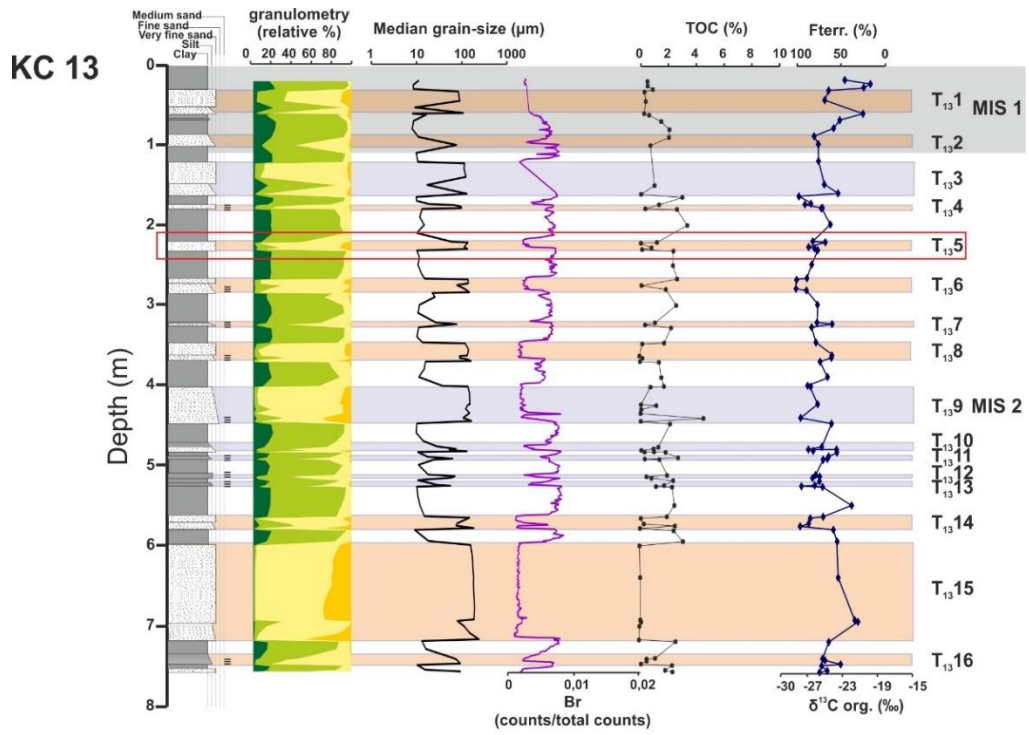 KC 13
Medium sand
Fine sand
Very fine sand
Silt
Clay
granulometry
(relative %)
0 20 40 60 80
Median grain-size (µm)
1 10 100 1000
TOC (%)
0 2 4 6 8 10
Fterr. (%)
100 50 0
Depth (m)
0
1
2
3
4
5
6
7
8
T₁₃1 MIS 1
T₁₃2
T₁₃3
T₁₃4
T₁₃5
T₁₃6
T₁₃7
T₁₃8
T₁₃9 MIS 2
T₁₃10
T₁₃11
T₁₃12
T₁₃13
T₁₃14
T₁₃15
T₁₃16
0 0,01 0,02
Br
(counts/total counts)
-30 -27 -23 -19 -15
δ¹³C org. (‰)